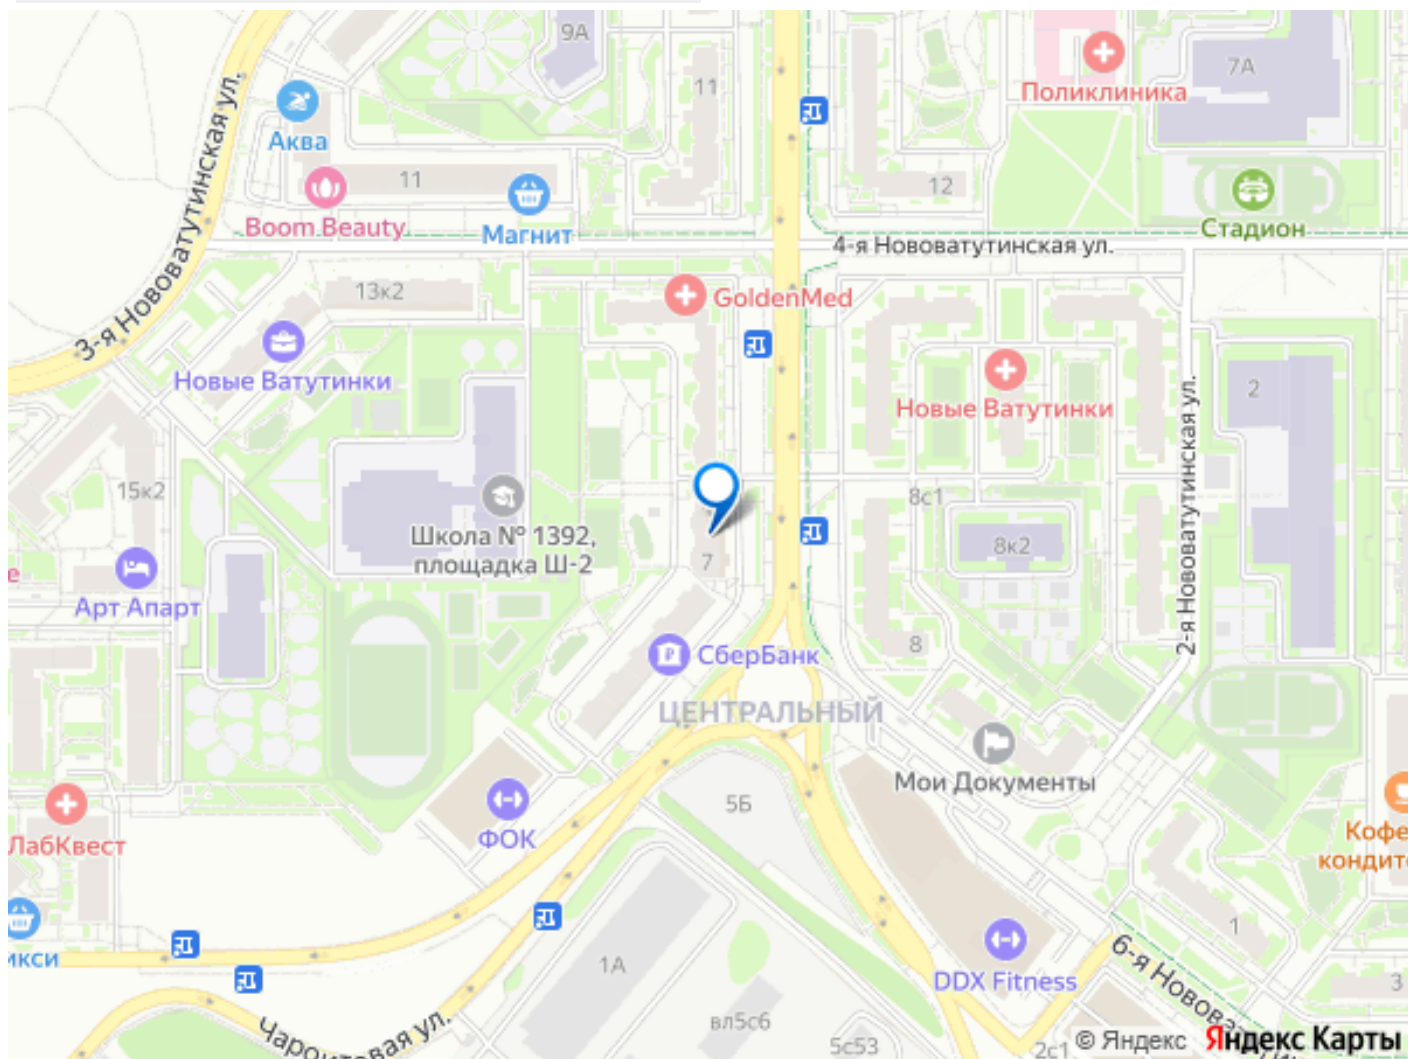 9А
7А
Поликлиника
11
Аква
11
12
Boom Beauty
Магнит
Стадион
3-я Нововатутинская ул.
4-я Нововатутинская ул.
13к2
GoldenMed
Новые Ватутинки
Новые Ватутинки
2
2-я Нововатутинская ул.
15к2
8с1
Школа № 1392,
площадка Ш-2
7
8к2
е
Арт Апарт
СберБанк
8
ЦЕНТРАЛЬНЫЙ
Мои Документы
5Б
ЛабКвест
ФОК
Кофе
кондит
1
1А
икси
DDX Fitness
6-я Нововатутин
3
Чароитовая ул.
вл5с6
5с53
2с1
© Яндекс Яндекс Карты